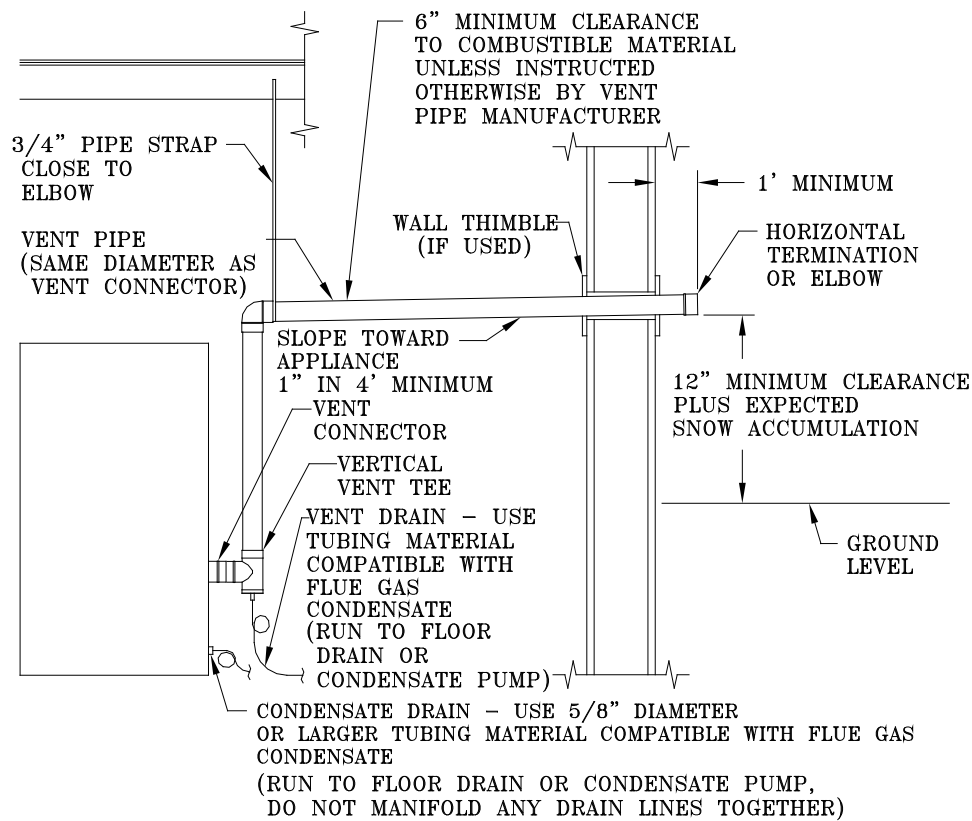 6” MINIMUM CLEARANCE
TO COMBUSTIBLE MATERIAL
UNLESS INSTRUCTED
OTHERWISE BY VENT
PIPE MANUFACTURER
3/4” PIPE STRAP
CLOSE TO
ELBOW
1’ MINIMUM
WALL THIMBLE
(IF USED)
HORIZONTAL
TERMINATION
OR ELBOW
VENT PIPE
(SAME DIAMETER AS
VENT CONNECTOR)
SLOPE TOWARD
APPLIANCE
1” IN 4’ MINIMUM
12” MINIMUM CLEARANCE
PLUS EXPECTED
SNOW ACCUMULATION
VENT
CONNECTOR
VERTICAL
VENT TEE
VENT DRAIN – USE
TUBING MATERIAL
COMPATIBLE WITH
FLUE GAS
CONDENSATE
(RUN TO FLOOR
DRAIN OR
CONDENSATE PUMP)
GROUND
LEVEL
CONDENSATE DRAIN – USE 5/8” DIAMETER
OR LARGER TUBING MATERIAL COMPATIBLE WITH FLUE GAS
CONDENSATE
(RUN TO FLOOR DRAIN OR CONDENSATE PUMP,
DO NOT MANIFOLD ANY DRAIN LINES TOGETHER)